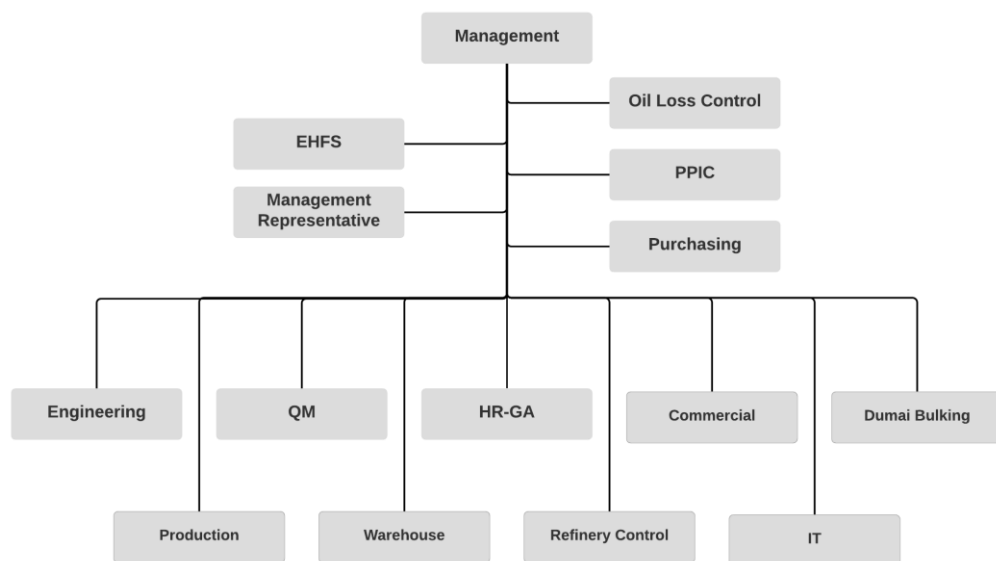 Management
Oil Loss Control
EHFS
PPIC
Management
Representative
Purchasing
Engineering
QM
HR-GA
Commercial
Dumai Bulking
Production
Warehouse
Refinery Control
IT